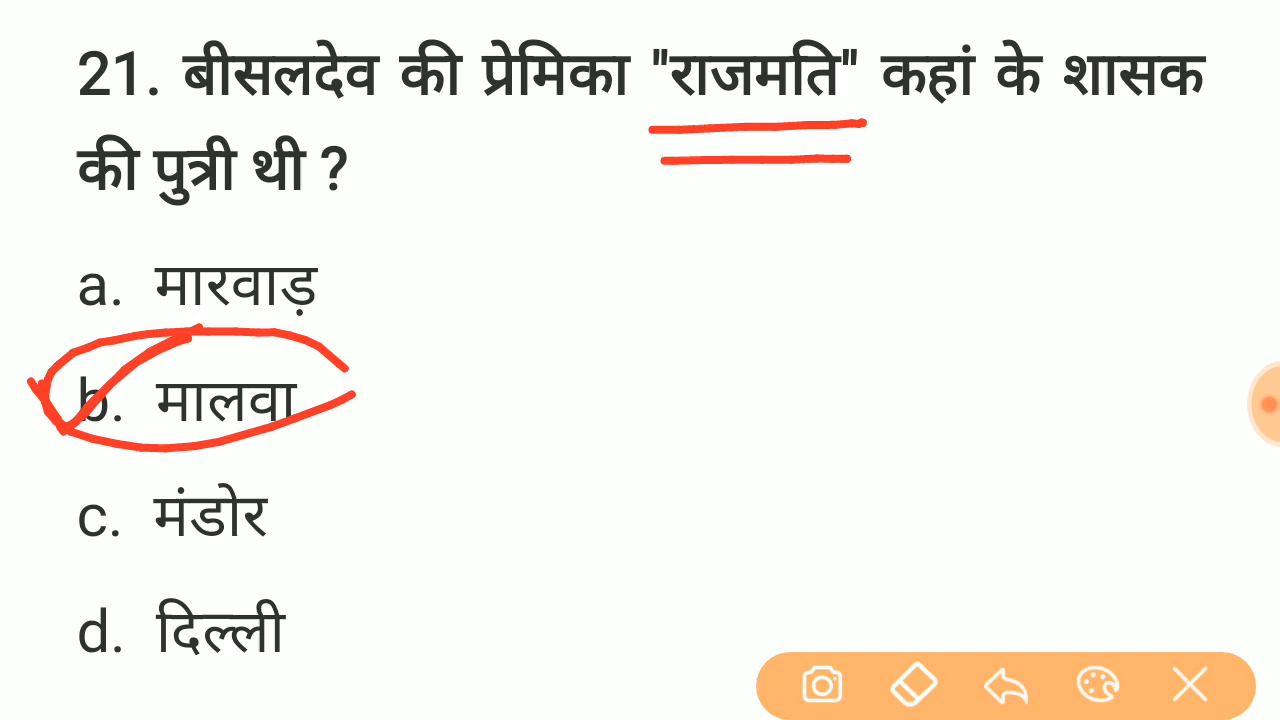 21. बीसलदेव की प्रेमिका "राजमति" कहां के शासक
की पुत्री थी ?
a. मारवाड़
b. मालवा
c. मंडोर
d. दिल्ली